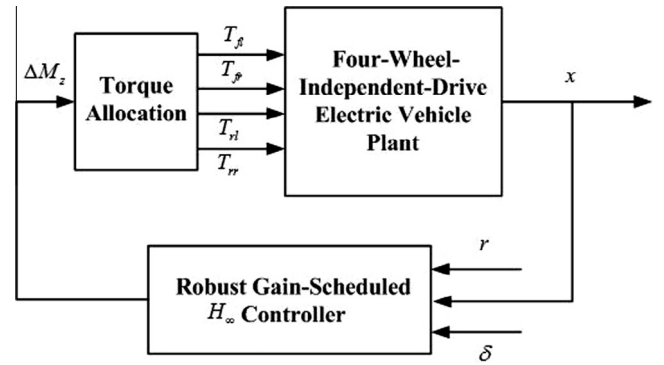 ΔM_z
Torque
Allocation
T_fl
T_fr
T_rl
T_rr
Four-Wheel-
Independent-Drive
Electric Vehicle
Plant
x
Robust Gain-Scheduled
H_∞ Controller
r
δ